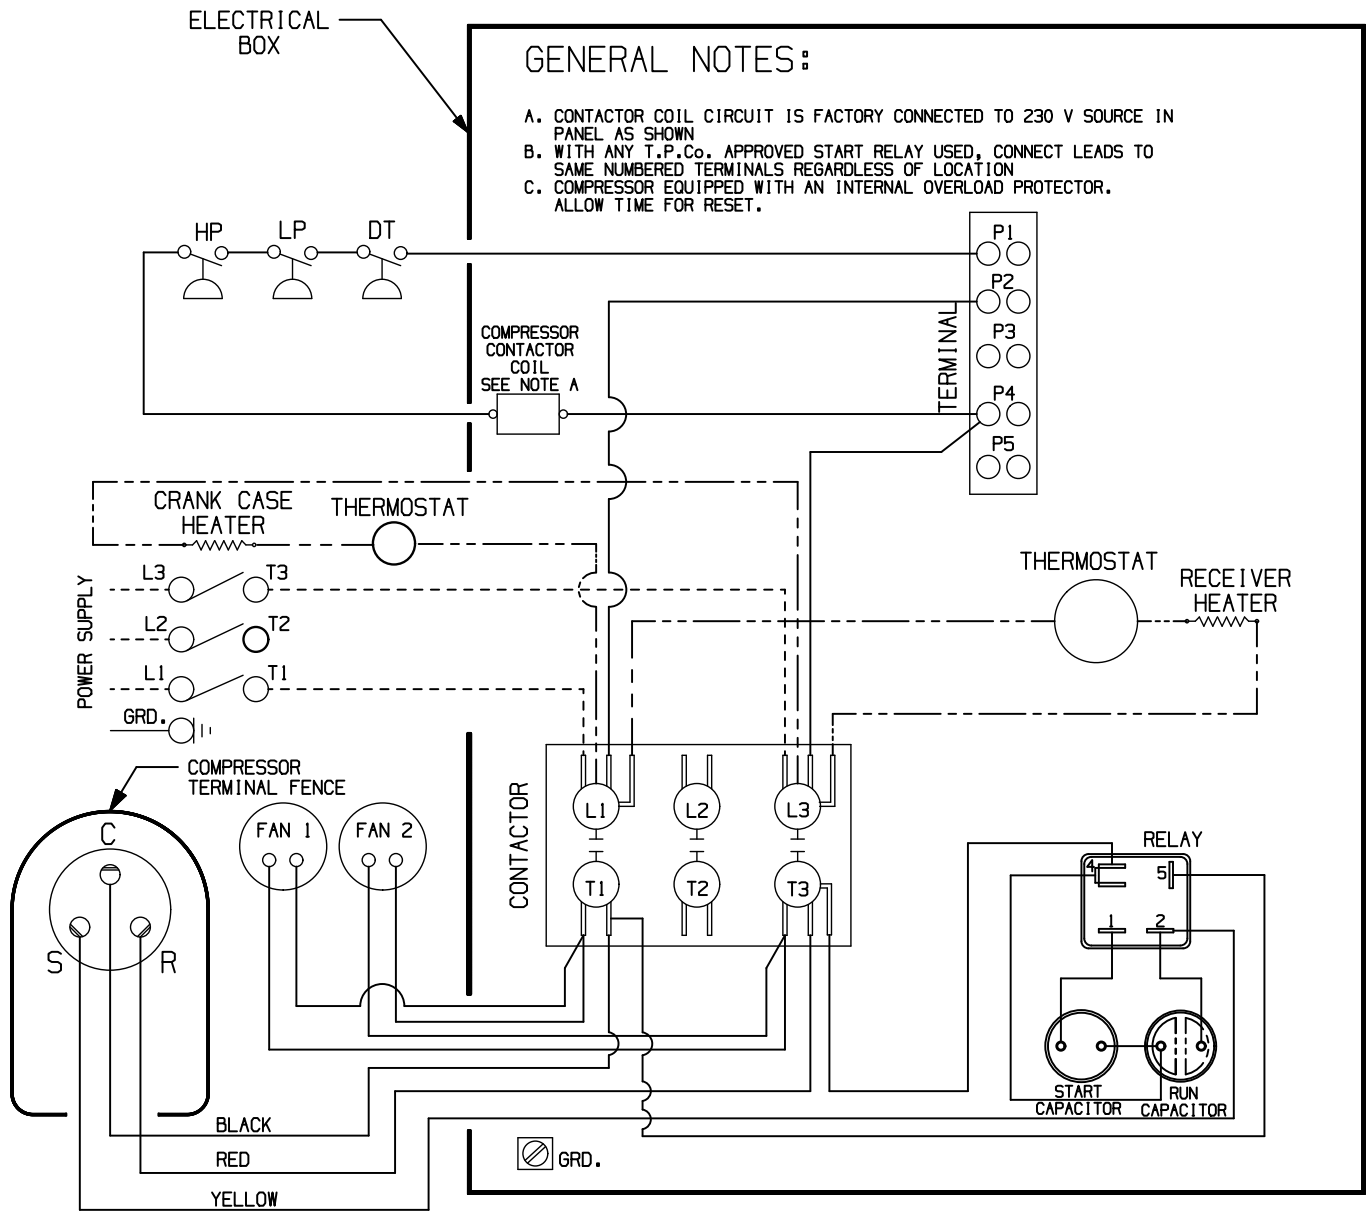 ELECTRICAL
BOX
GENERAL NOTES:
A. CONTACTOR COIL CIRCUIT IS FACTORY CONNECTED TO 230 V SOURCE IN
PANEL AS SHOWN
B. WITH ANY T.P.Co. APPROVED START RELAY USED, CONNECT LEADS TO
SAME NUMBERED TERMINALS REGARDLESS OF LOCATION
C. COMPRESSOR EQUIPPED WITH AN INTERNAL OVERLOAD PROTECTOR.
ALLOW TIME FOR RESET.
HP
LP
DT
P1
P2
P3
P4
P5
TERMINAL
COMPRESSOR
CONTACTOR
COIL
SEE NOTE A
CRANK CASE
HEATER
THERMOSTAT
POWER SUPPLY
L3
T3
L2
T2
L1
T1
GRD.
THERMOSTAT
RECEIVER
HEATER
COMPRESSOR
TERMINAL FENCE
C
S
R
FAN 1
FAN 2
CONTACTOR
L1
L2
L3
T1
T2
T3
RELAY
4
5
1
2
START
CAPACITOR
RUN
CAPACITOR
BLACK
RED
YELLOW
GRD.